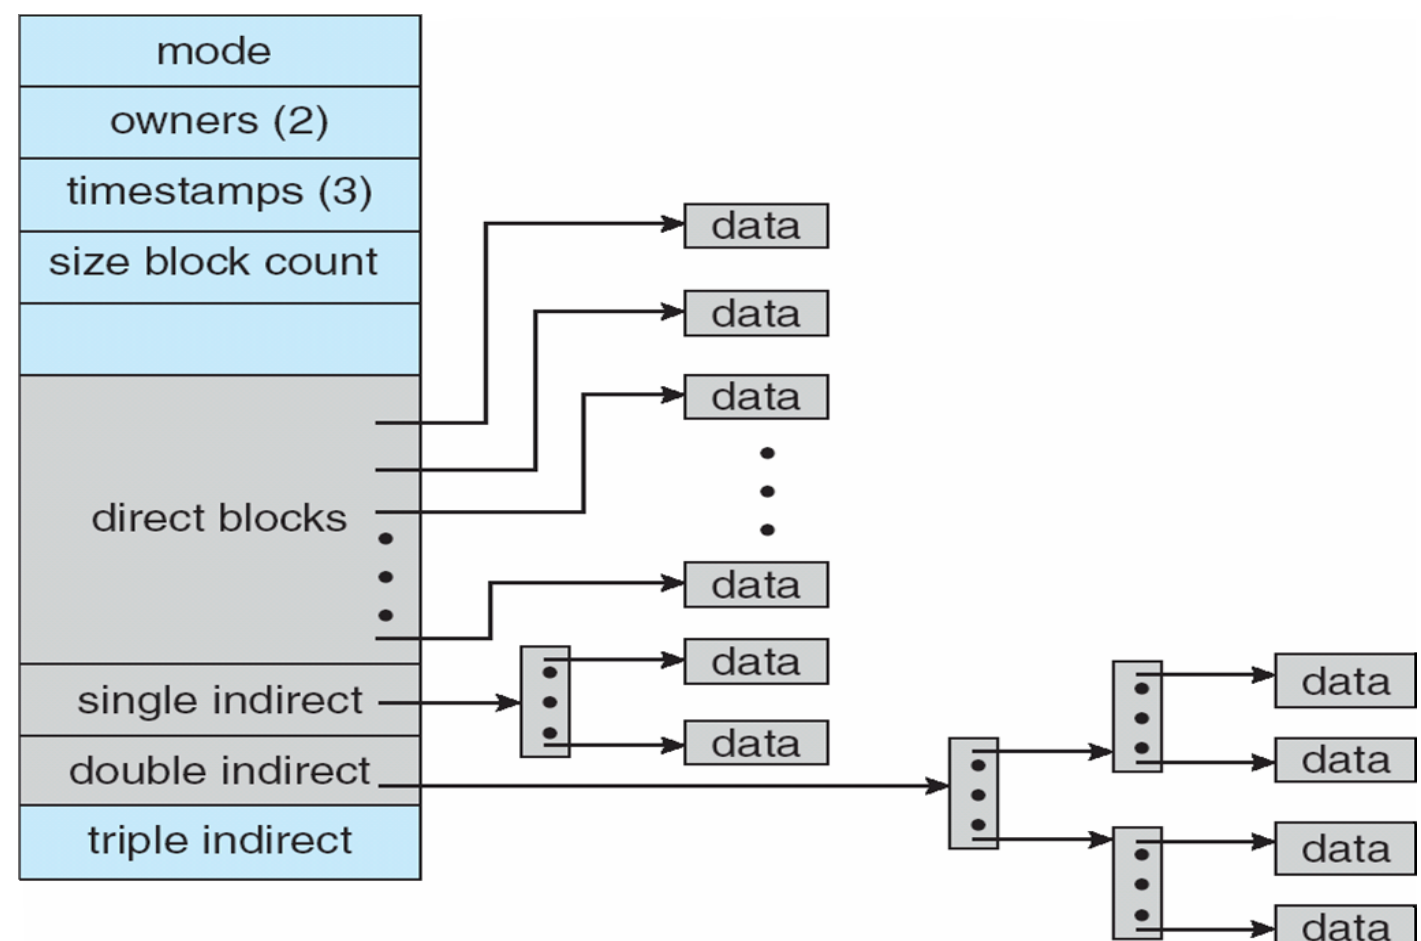 mode
owners (2)
timestamps (3)
size block count
direct blocks
single indirect
double indirect
triple indirect
data
data
data
data
data
data
data
data
data
data